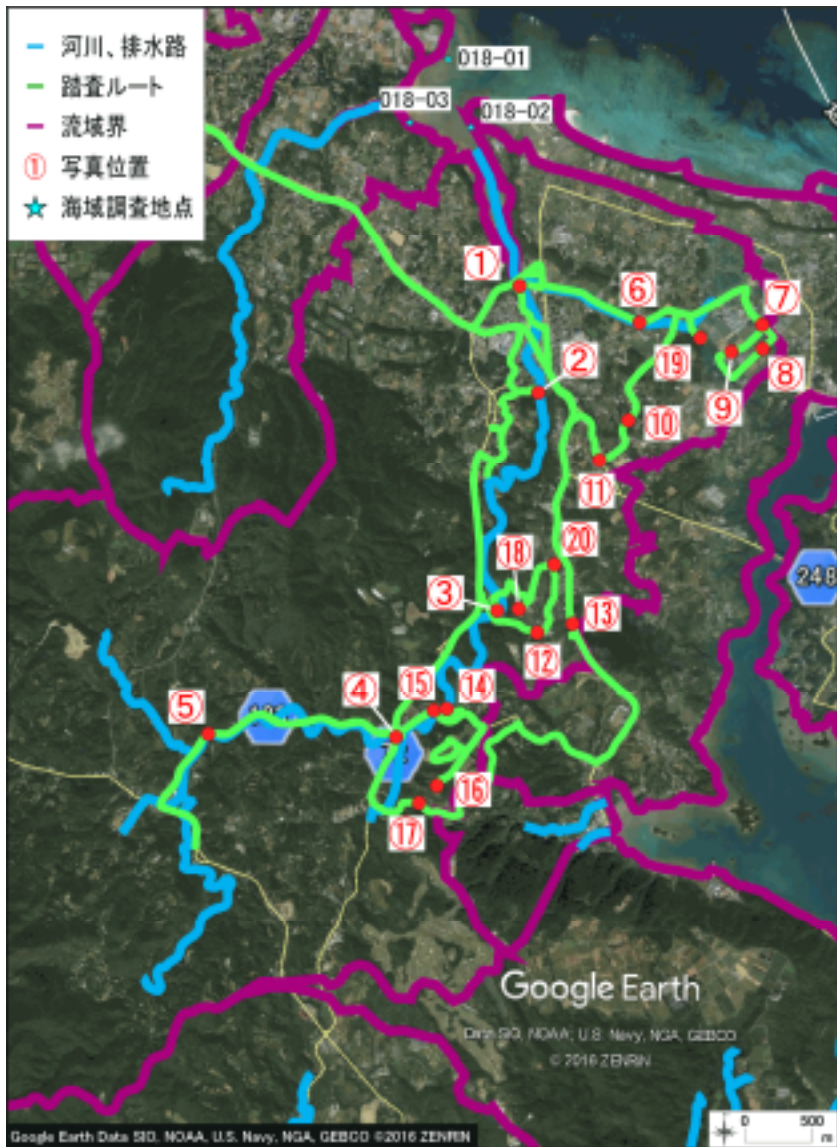 河川、排水路
踏査ルート
流域界
① 写真位置
海域調査地点
018-01
018-03
018-02
①
⑥
⑦
⑲
⑧
②
⑨
⑩
⑪
⑳
248
⑱
③
⑬
⑫
⑮
⑭
④
⑤
⑯
⑰
Google Earth
Data SIO, NOAA, U.S. Navy, NGA, GEBCO
© 2016 ZENRIN
Google Earth Data SIO, NOAA, U.S. Navy, NGA, GEBCO ©2016 ZENRIN
0 500